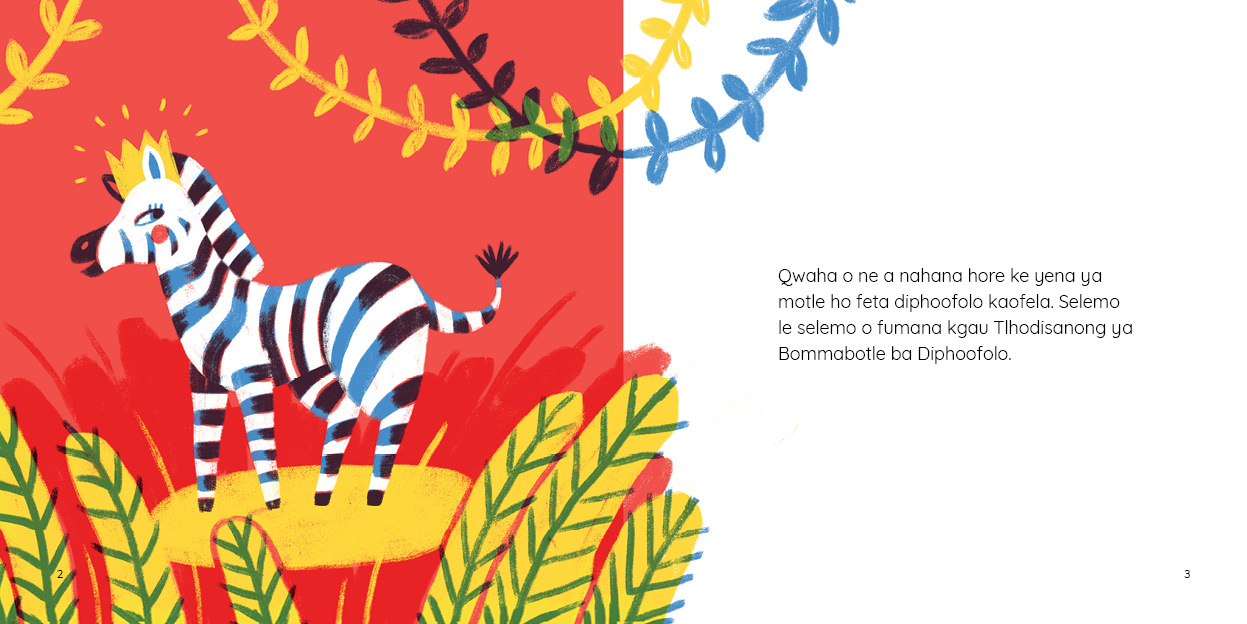 Qwaha o ne a nahana hore ke yena ya
motle ho feta diphoofolo kaofela. Selemo
le selemo o fumana kgau Tlhodisanong ya
Bommabotle ba Diphoofolo.
2
3